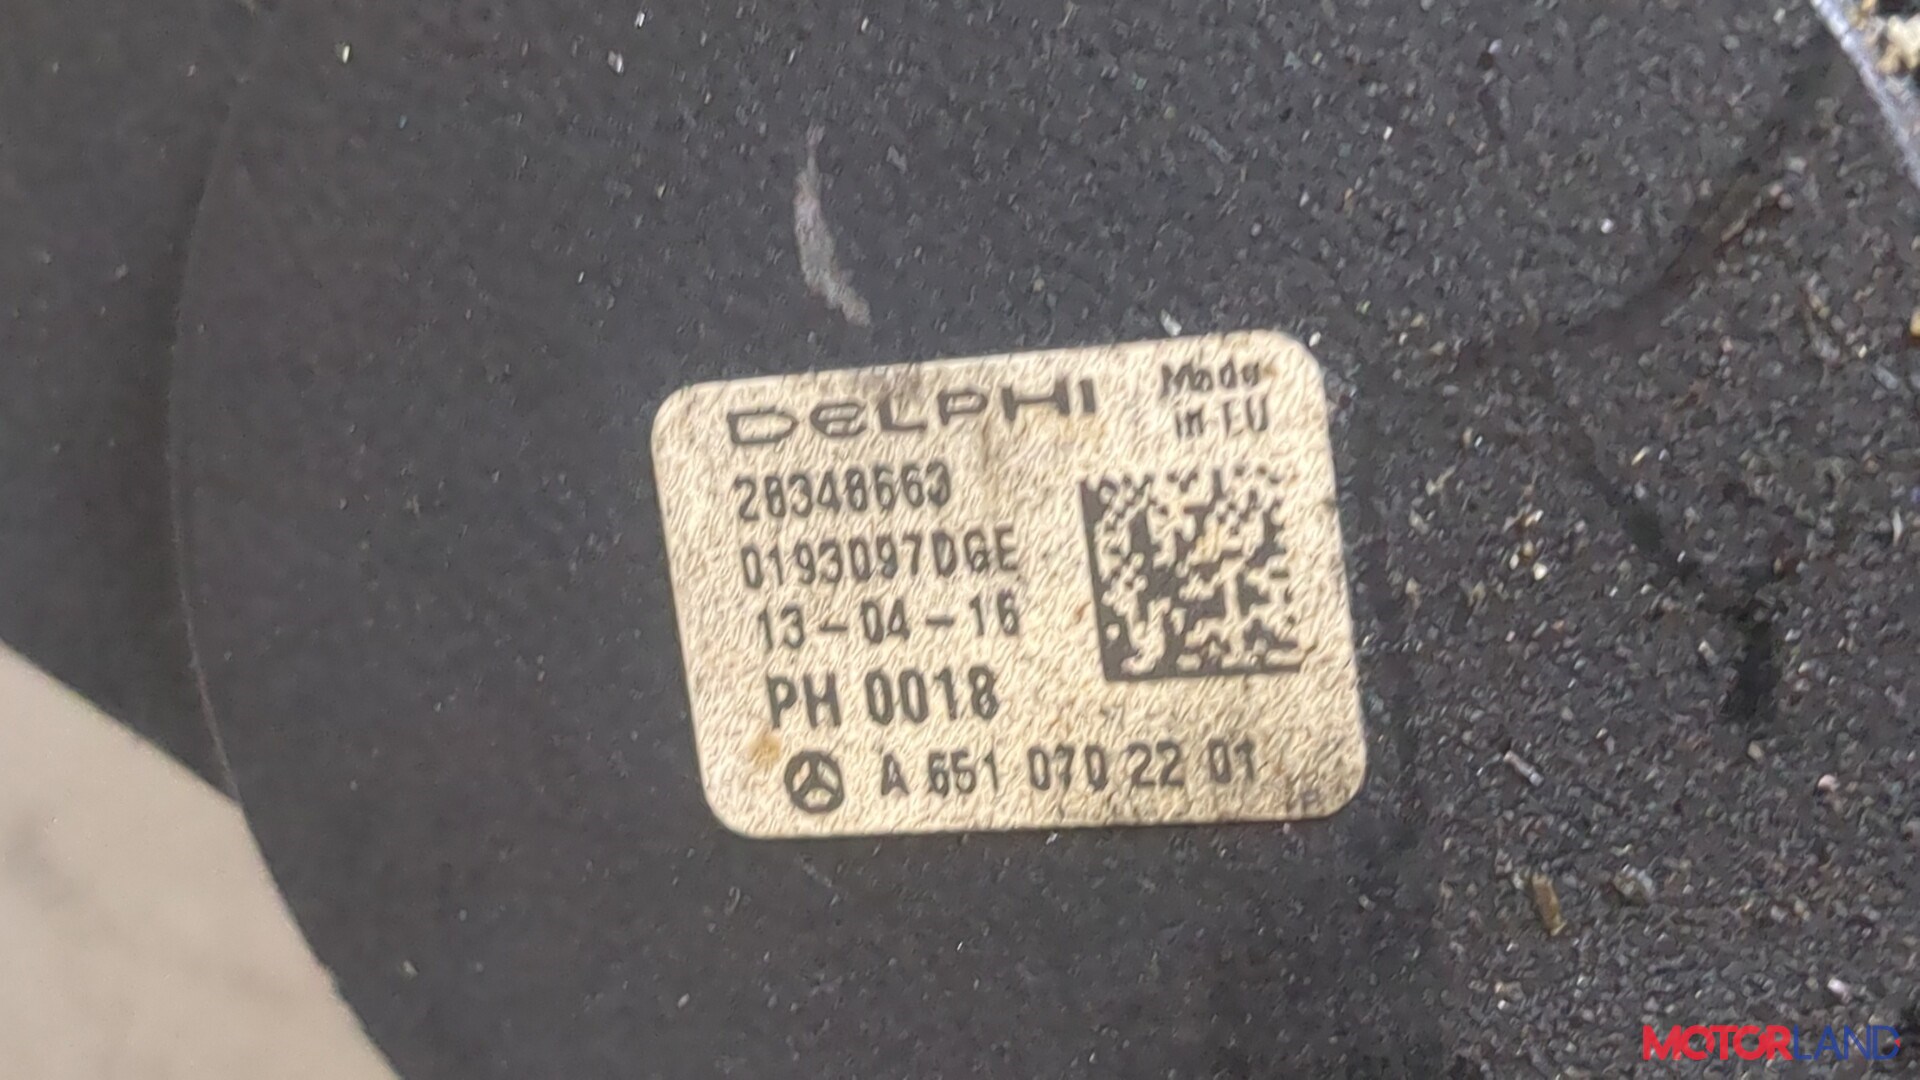 DELPHI
Made
in EU
28348663
0193097DGE
13-04-16
PH 0018
A 651 070 22 01
MOTORLAND